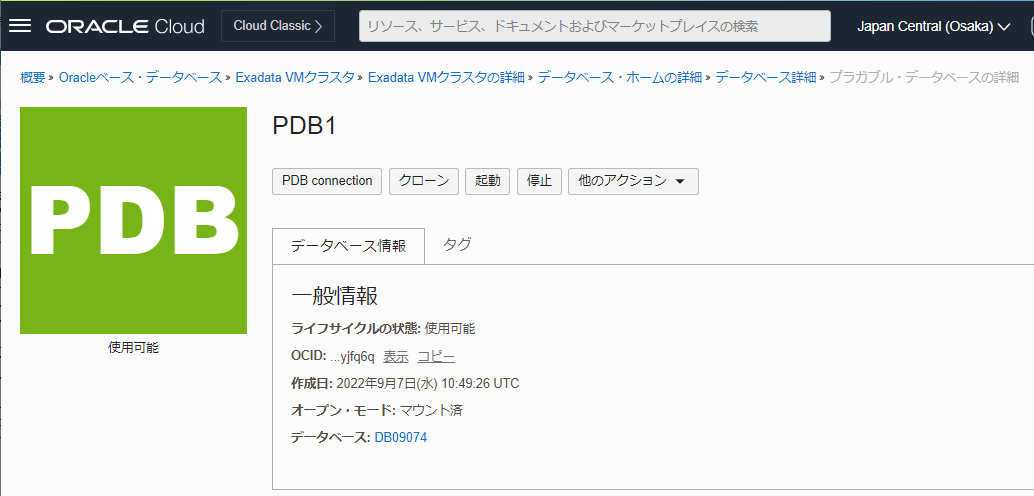 ORACLE Cloud Cloud Classic リソース、サービス、ドキュメントおよびマーケットプレイスの検索 Japan Central (Osaka)
概要 » Oracleベース・データベース » Exadata VMクラスタ » Exadata VMクラスタの詳細 » データベース・ホームの詳細 » データベース詳細 » プラガブル・データベースの詳細
PDB
使用可能
PDB1
PDB connection クローン 起動 停止 他のアクション
データベース情報 タグ
一般情報
ライフサイクルの状態: 使用可能
OCID: ...yjfq6q 表示 コピー
作成日: 2022年9月7日(水) 10:49:26 UTC
オープン・モード: マウント済
データベース: DB09074